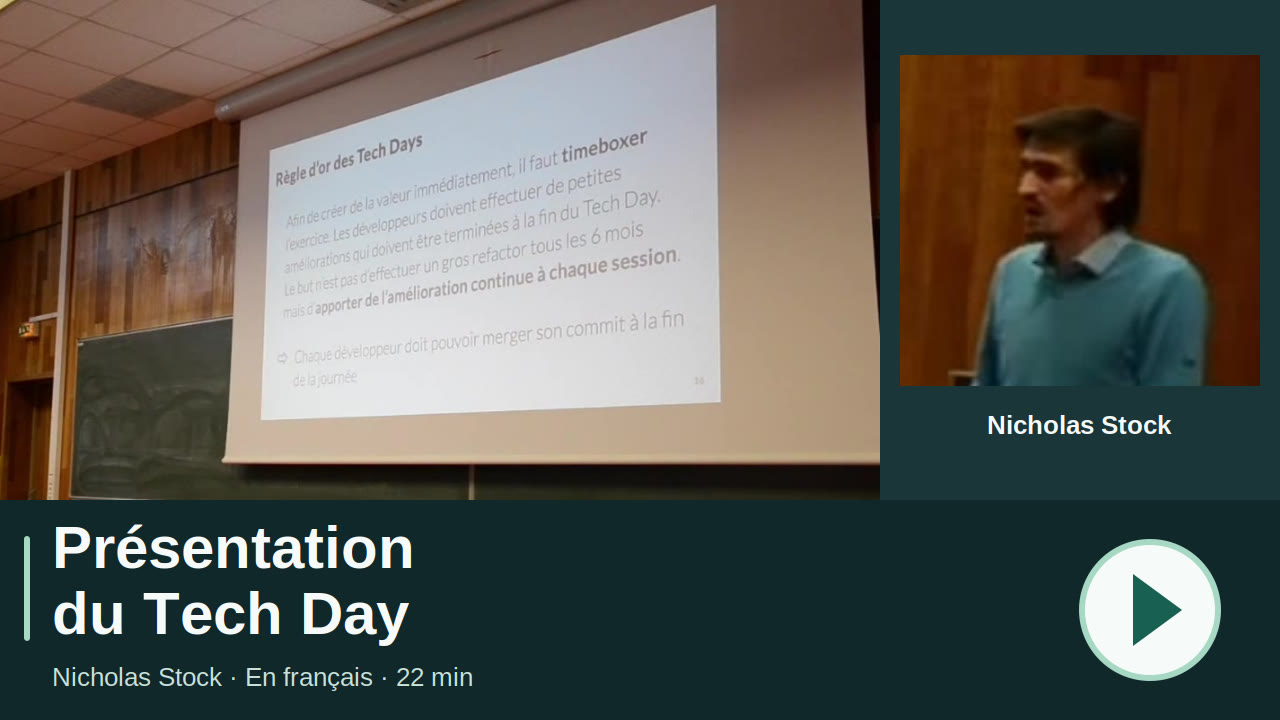 Règle d'or des Tech Days
Afin de créer de la valeur immédiatement, il faut timeboxer
l'exercice. Les développeurs doivent effectuer de petites
améliorations qui doivent être terminées à la fin du Tech Day.
Le but n'est pas d'effectuer un gros refactor tous les 6 mois
mais d'apporter de l'amélioration continue à chaque session.
⇨ Chaque développeur doit pouvoir merger son commit à la fin
de la journée
16
Nicholas Stock
Présentation
du Tech Day
Nicholas Stock · En français · 22 min